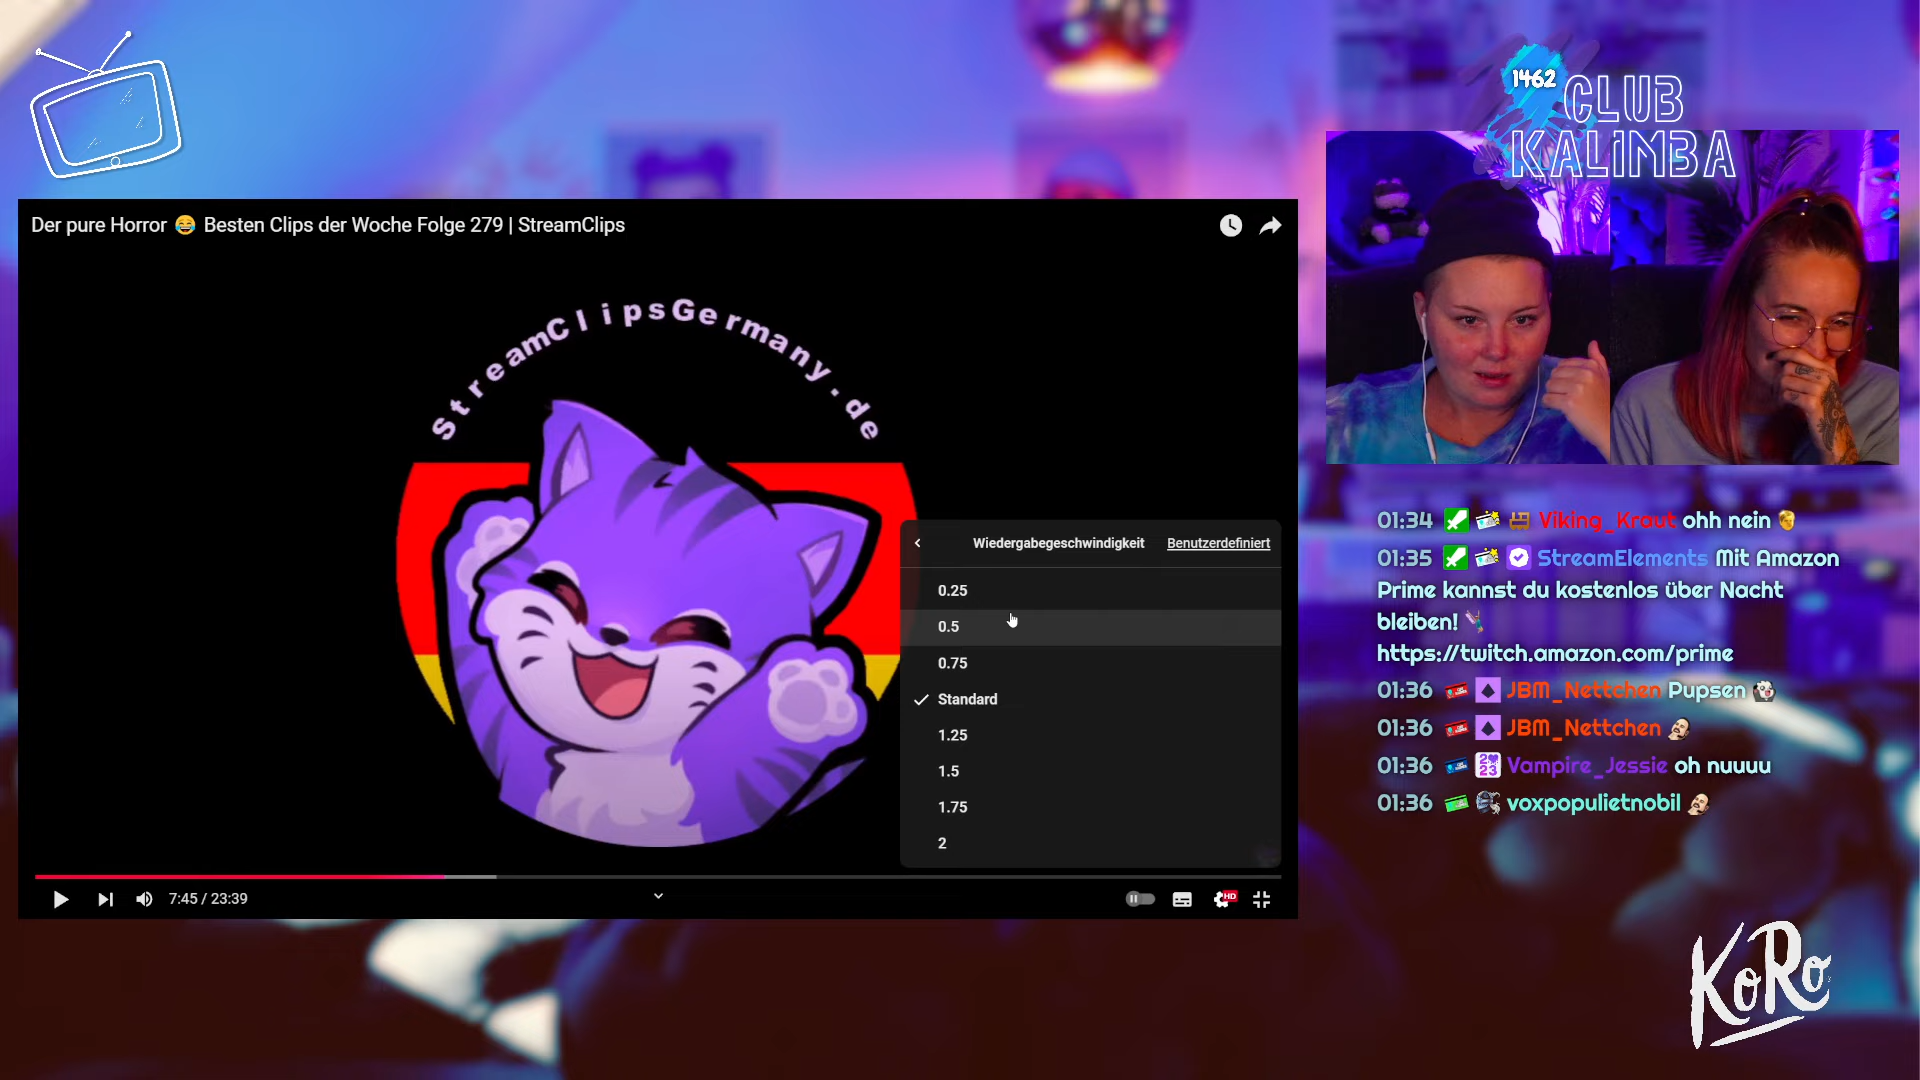 Der pure Horror 😂 Besten Clips der Woche Folge 279 | StreamClips
StreamClipsGermany.de
Wiedergabegeschwindigkeit Benutzerdefiniert
0.25
0.5
0.75
Standard
1.25
1.5
1.75
2
7:45 / 23:39
HD
1462
CLUB
KALIMBA
01:34 Viking_Kraut ohh nein
01:35 StreamElements Mit Amazon
Prime kannst du kostenlos über Nacht
bleiben!
https://twitch.amazon.com/prime
01:36 JBM_Nettchen Pupsen
01:36 JBM_Nettchen
01:36 Vampire_Jessie oh nuuuu
01:36 voxpopulietnobil
KoRo